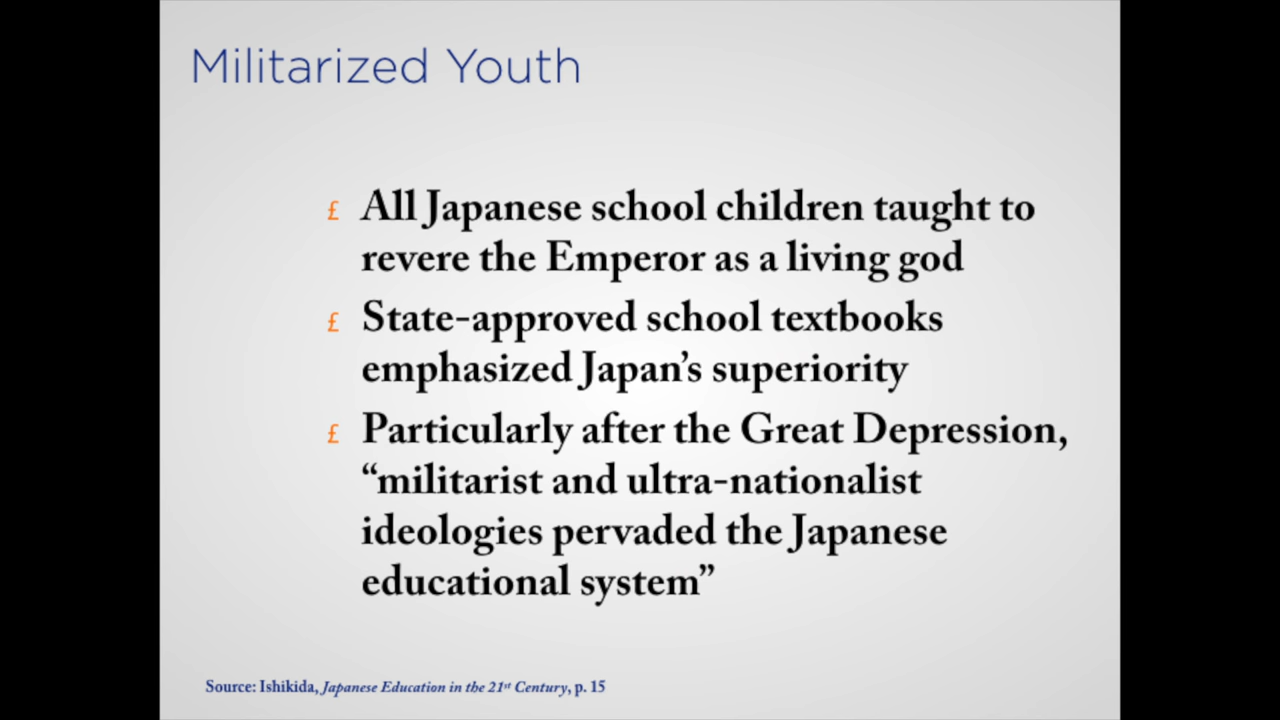 Militarized Youth
£ All Japanese school children taught to
revere the Emperor as a living god
£ State-approved school textbooks
emphasized Japan’s superiority
£ Particularly after the Great Depression,
“militarist and ultra-nationalist
ideologies pervaded the Japanese
educational system”
Source: Ishikida, Japanese Education in the 21st Century, p. 15